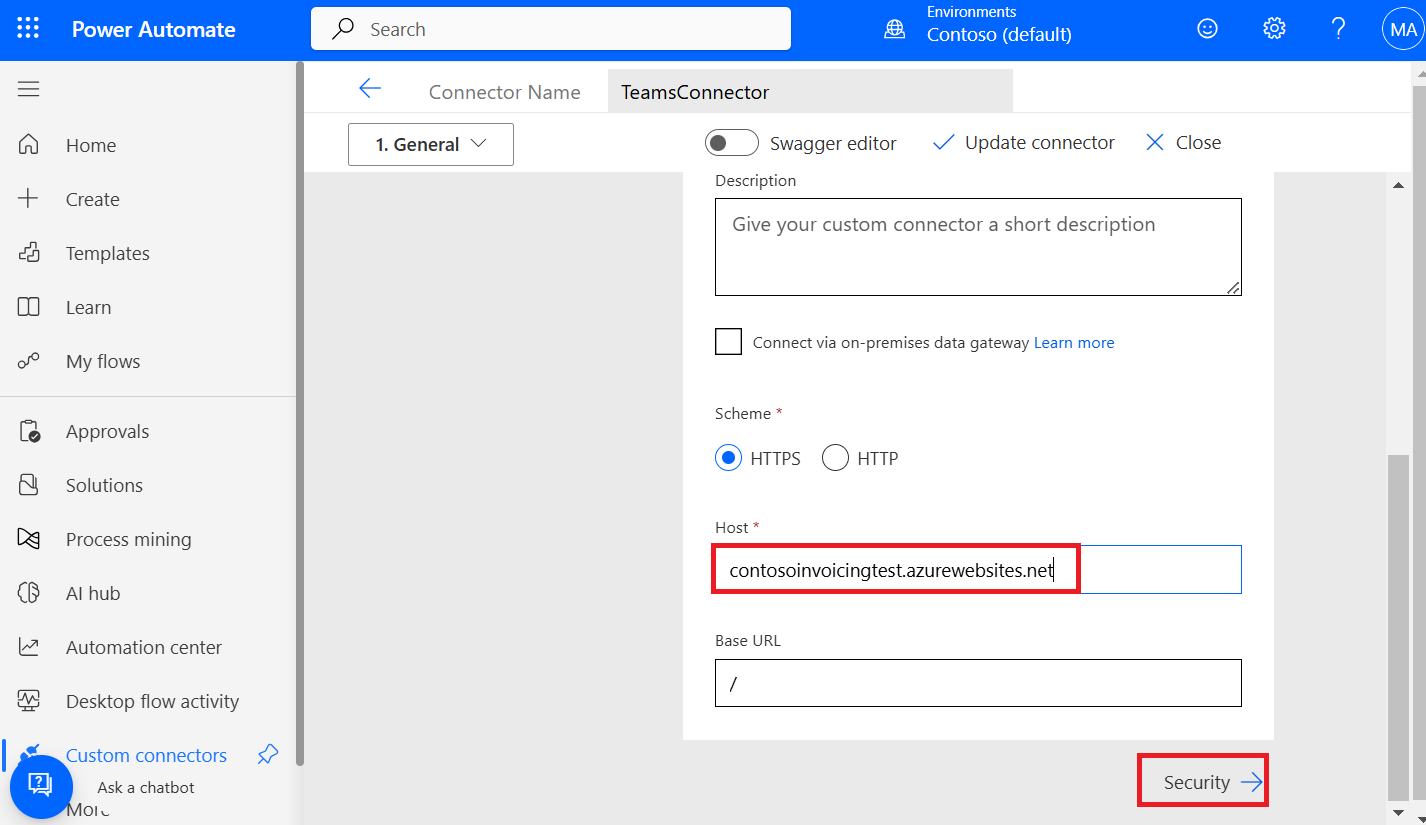 Power Automate
Search
Environments
Contoso (default)
MA
Home
Create
Templates
Learn
My flows
Approvals
Solutions
Process mining
AI hub
Automation center
Desktop flow activity
Custom connectors
Ask a chatbot
More
Connector Name
TeamsConnector
1. General
Swagger editor
Update connector
Close
Description
Give your custom connector a short description
Connect via on-premises data gateway Learn more
Scheme *
HTTPS
HTTP
Host *
contosoinvoicingtest.azurewebsites.net
Base URL
/
Security